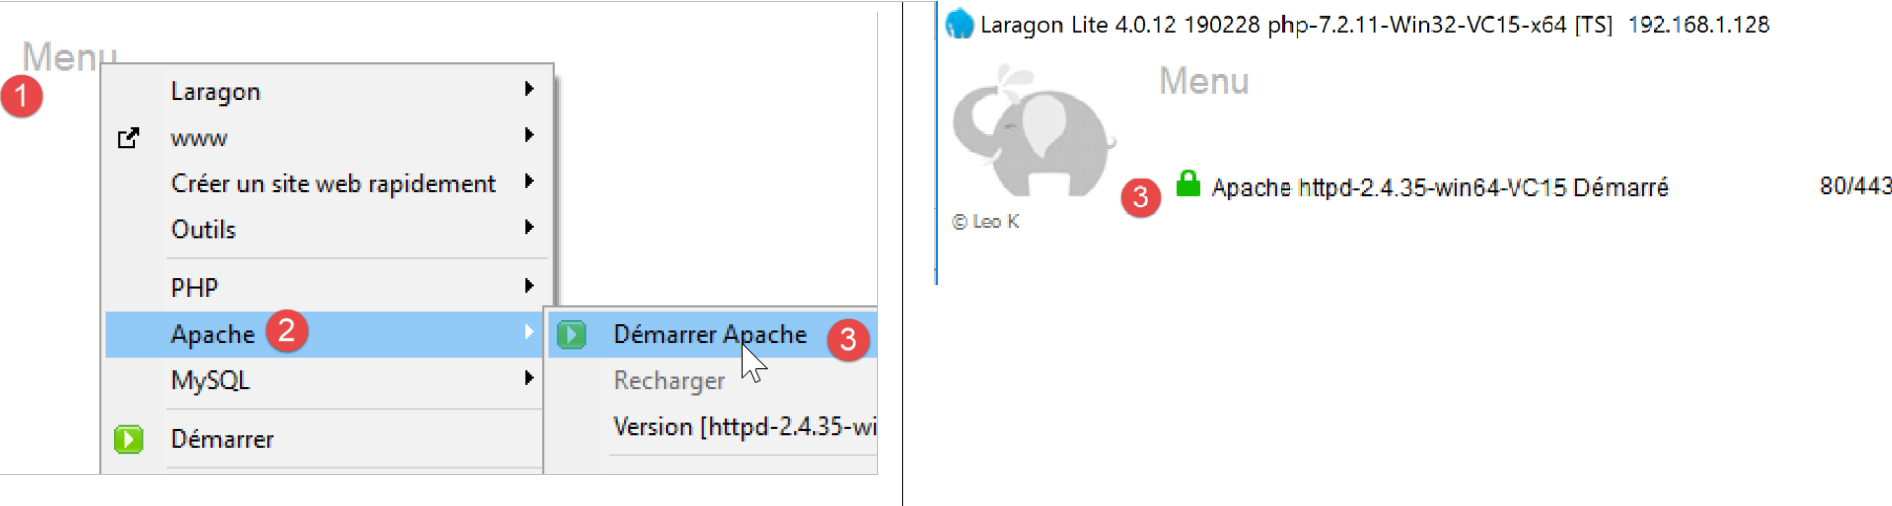 Menu
1
Laragon
www
Créer un site web rapidement
Outils
PHP
Apache 2
Démarrer Apache 3
MySQL
Recharger
Version [httpd-2.4.35-wi
Démarrer
Laragon Lite 4.0.12 190228 php-7.2.11-Win32-VC15-x64 [TS] 192.168.1.128
Menu
3 Apache httpd-2.4.35-win64-VC15 Démarré 80/443
© Leo K